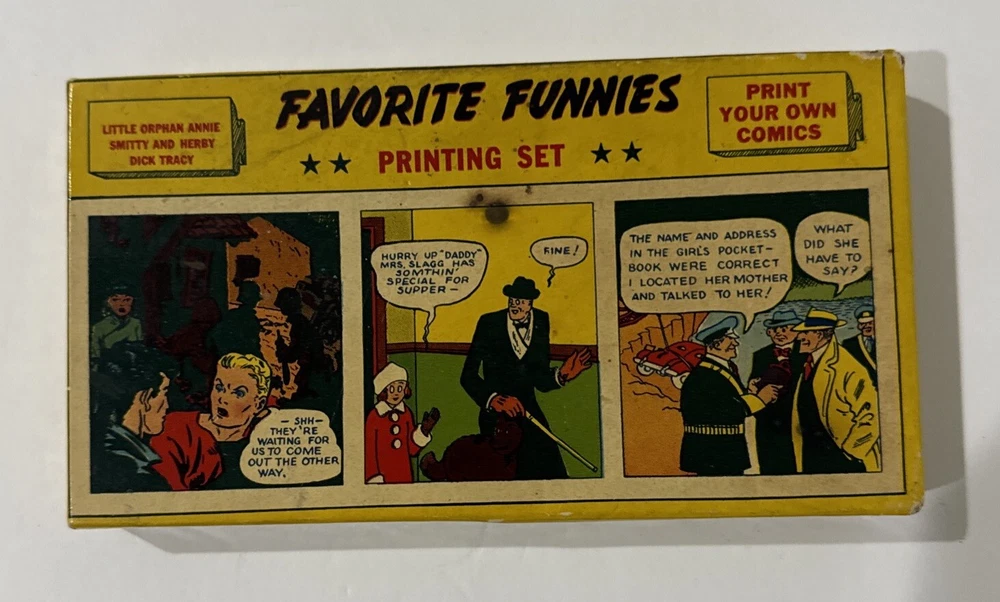 FAVORITE FUNNIES
★★ PRINTING SET ★★
LITTLE ORPHAN ANNIE
SMITTY AND HERBY
DICK TRACY
PRINT
YOUR OWN
COMICS
— SHH—
THEY'RE
WAITING FOR
US TO COME
OUT THE OTHER
WAY.
HURRY UP "DADDY"
MRS. SLAGG HAS
SOMTHIN'
SPECIAL FOR
SUPPER —
FINE!
THE NAME AND ADDRESS
IN THE GIRL'S POCKET-
BOOK WERE CORRECT
I LOCATED HER MOTHER
AND TALKED TO HER!
WHAT
DID SHE
HAVE TO
SAY?